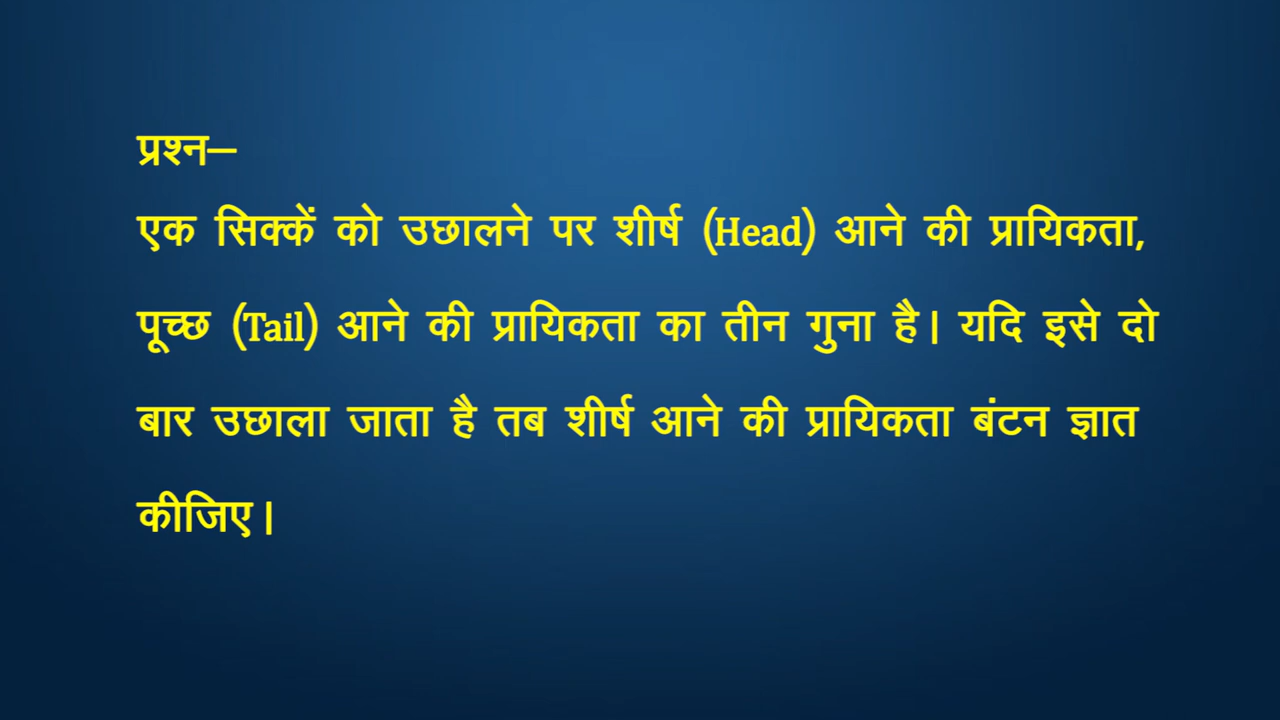 प्रश्न—
एक सिक्कें को उछालने पर शीर्ष (Head) आने की प्रायिकता,
पूच्छ (Tail) आने की प्रायिकता का तीन गुना है। यदि इसे दो
बार उछाला जाता है तब शीर्ष आने की प्रायिकता बंटन ज्ञात
कीजिए।